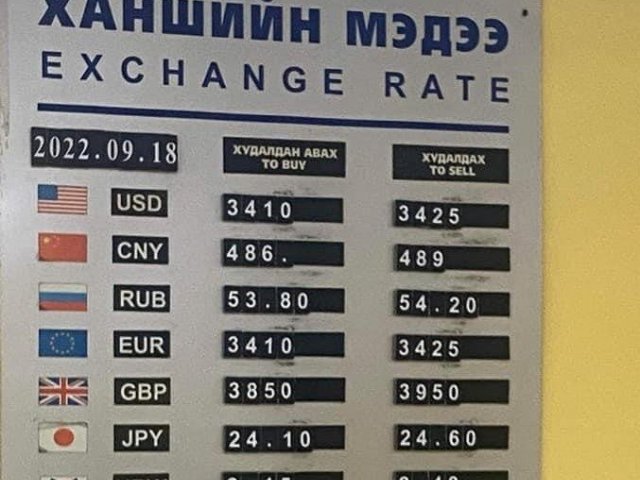 ХАНШИЙН МЭДЭЭ
EXCHANGE RATE
2022.09.18 ХУДАЛДАН АВАХ ХУДАЛДАХ
TO BUY TO SELL
USD 3410 3425
CNY 486. 489
RUB 53.80 54.20
EUR 3410 3425
GBP 3850 3950
JPY 24.10 24.60